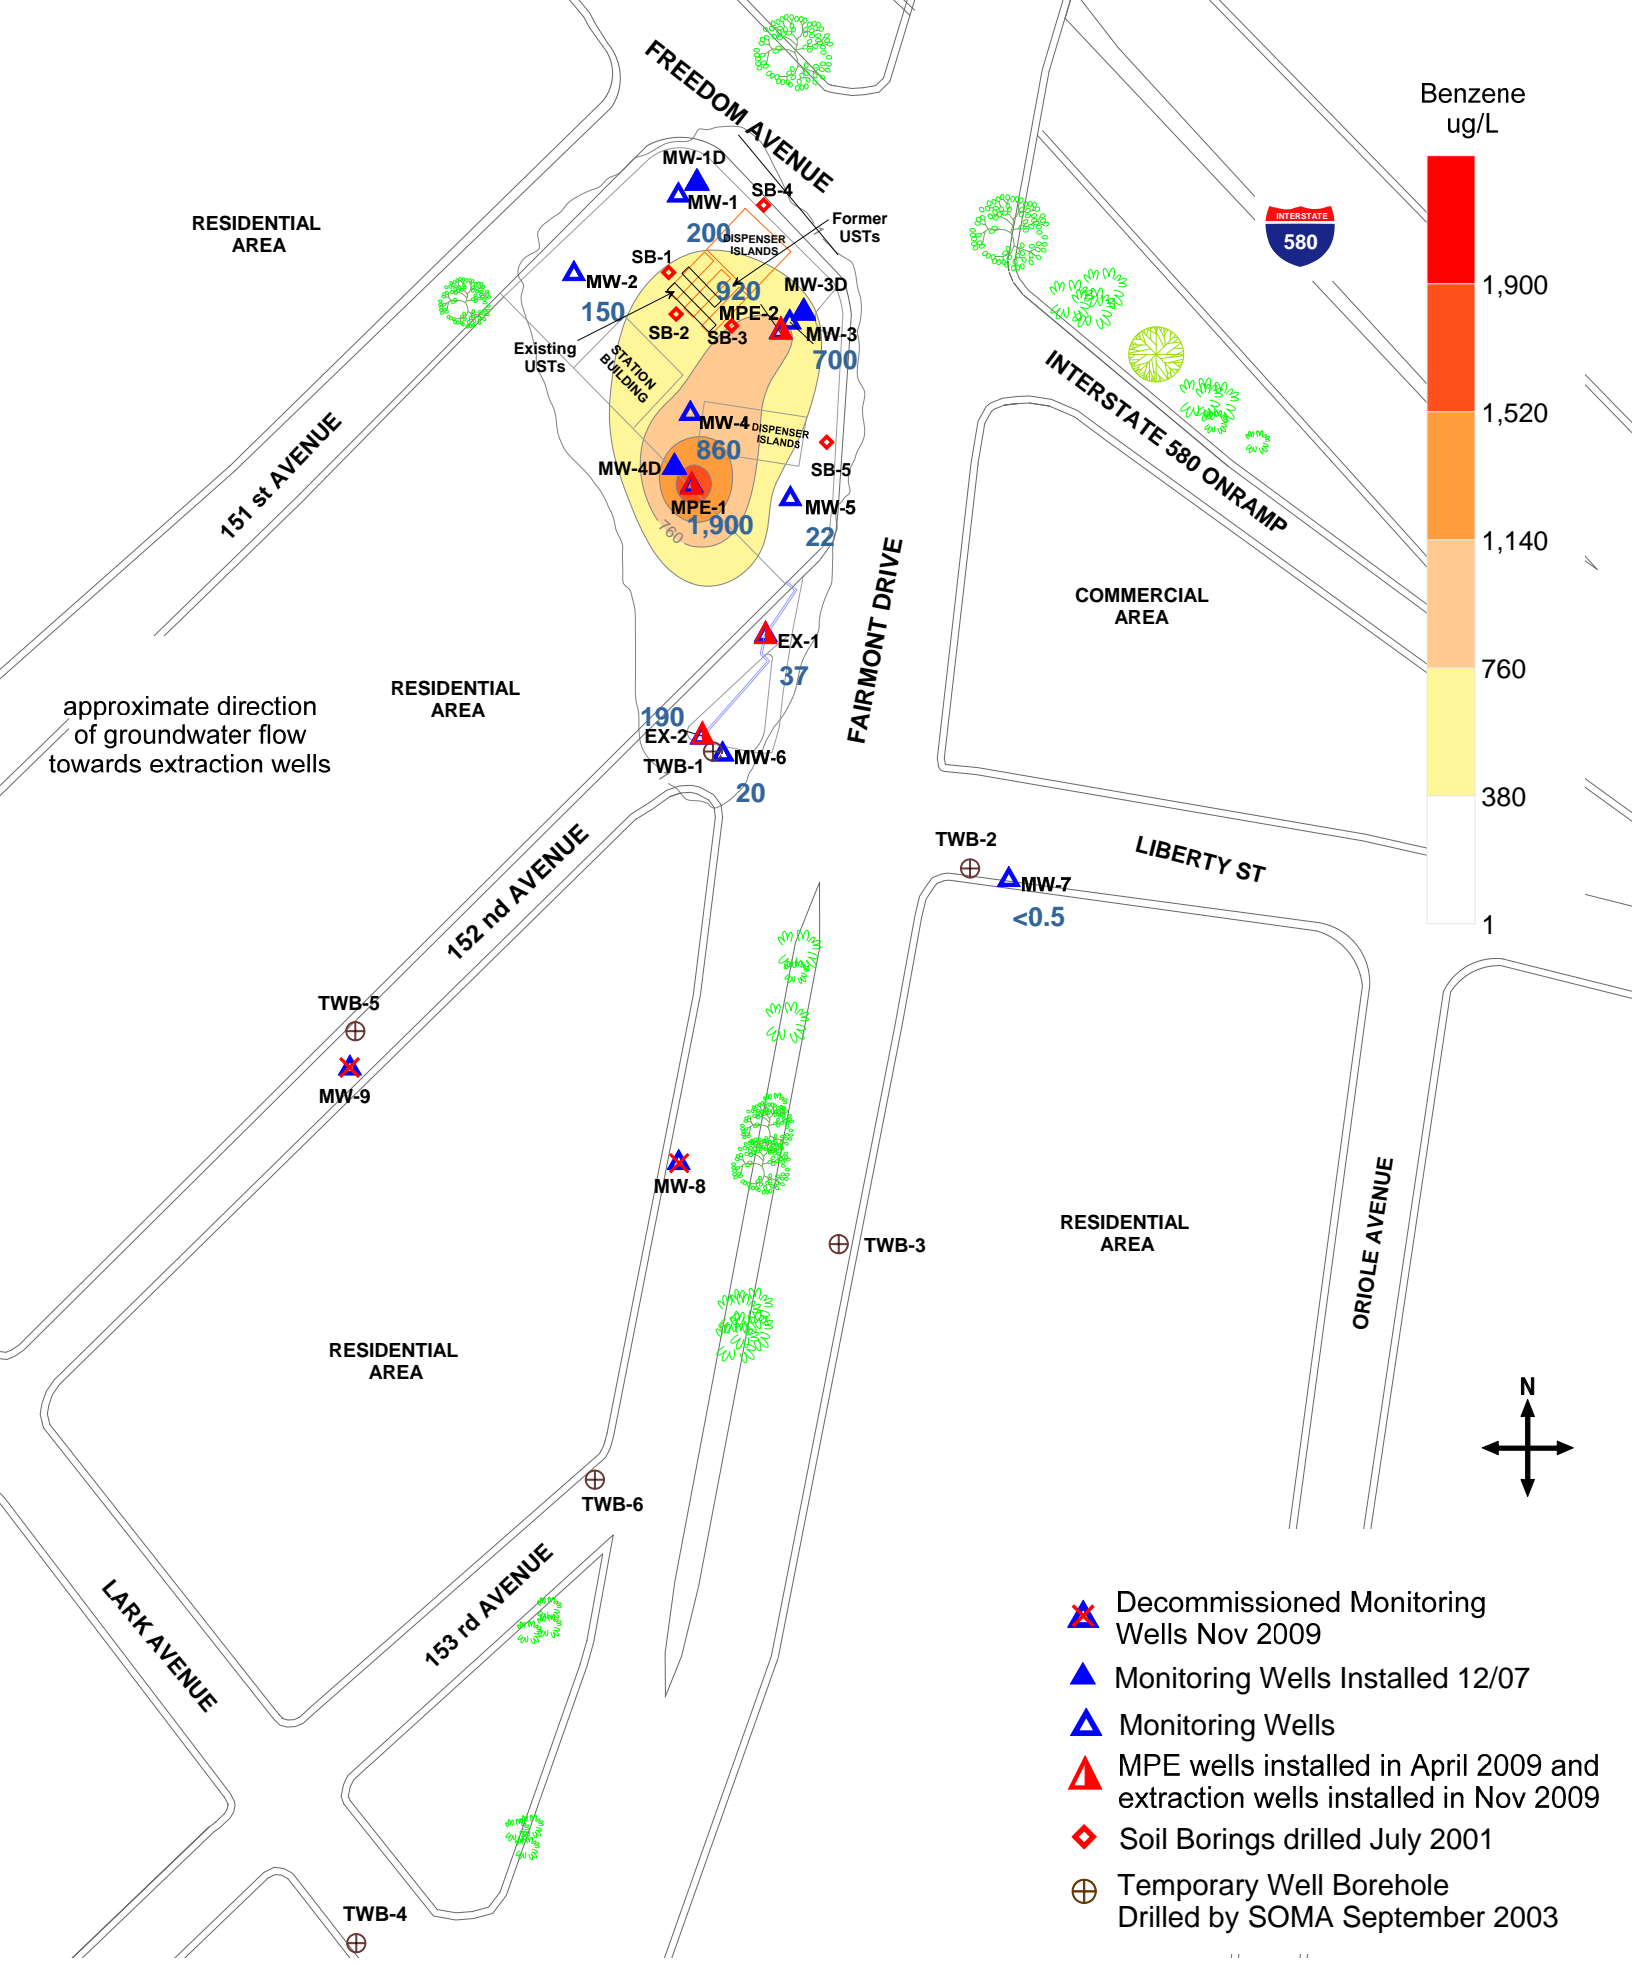 FREEDOM AVENUE
Benzene
ug/L
MW-1D
MW-1
SB-4
200
Former
USTs
DISPENSER
ISLANDS
RESIDENTIAL
AREA
INTERSTATE
580
SB-1
MW-2
150
920
MW-3D
MPE-2
SB-2
SB-3
MW-3
700
Existing
USTs
STATION
BUILDING
1,900
INTERSTATE 580 ONRAMP
1,520
151 st AVENUE
MW-4
DISPENSER
ISLANDS
860
MW-4D
SB-5
MPE-1
1,900
MW-5
22
760
1,140
FAIRMONT DRIVE
COMMERCIAL
AREA
EX-1
37
760
RESIDENTIAL
AREA
approximate direction
of groundwater flow
towards extraction wells
190
EX-2
TWB-1
MW-6
20
380
152 nd AVENUE
TWB-2
LIBERTY ST
MW-7
<0.5
1
TWB-5
MW-9
MW-8
TWB-3
RESIDENTIAL
AREA
ORIOLE AVENUE
RESIDENTIAL
AREA
N
TWB-6
LARK AVENUE
153 rd AVENUE
TWB-4
Decommissioned Monitoring
Wells Nov 2009
Monitoring Wells Installed 12/07
Monitoring Wells
MPE wells installed in April 2009 and
extraction wells installed in Nov 2009
Soil Borings drilled July 2001
Temporary Well Borehole
Drilled by SOMA September 2003